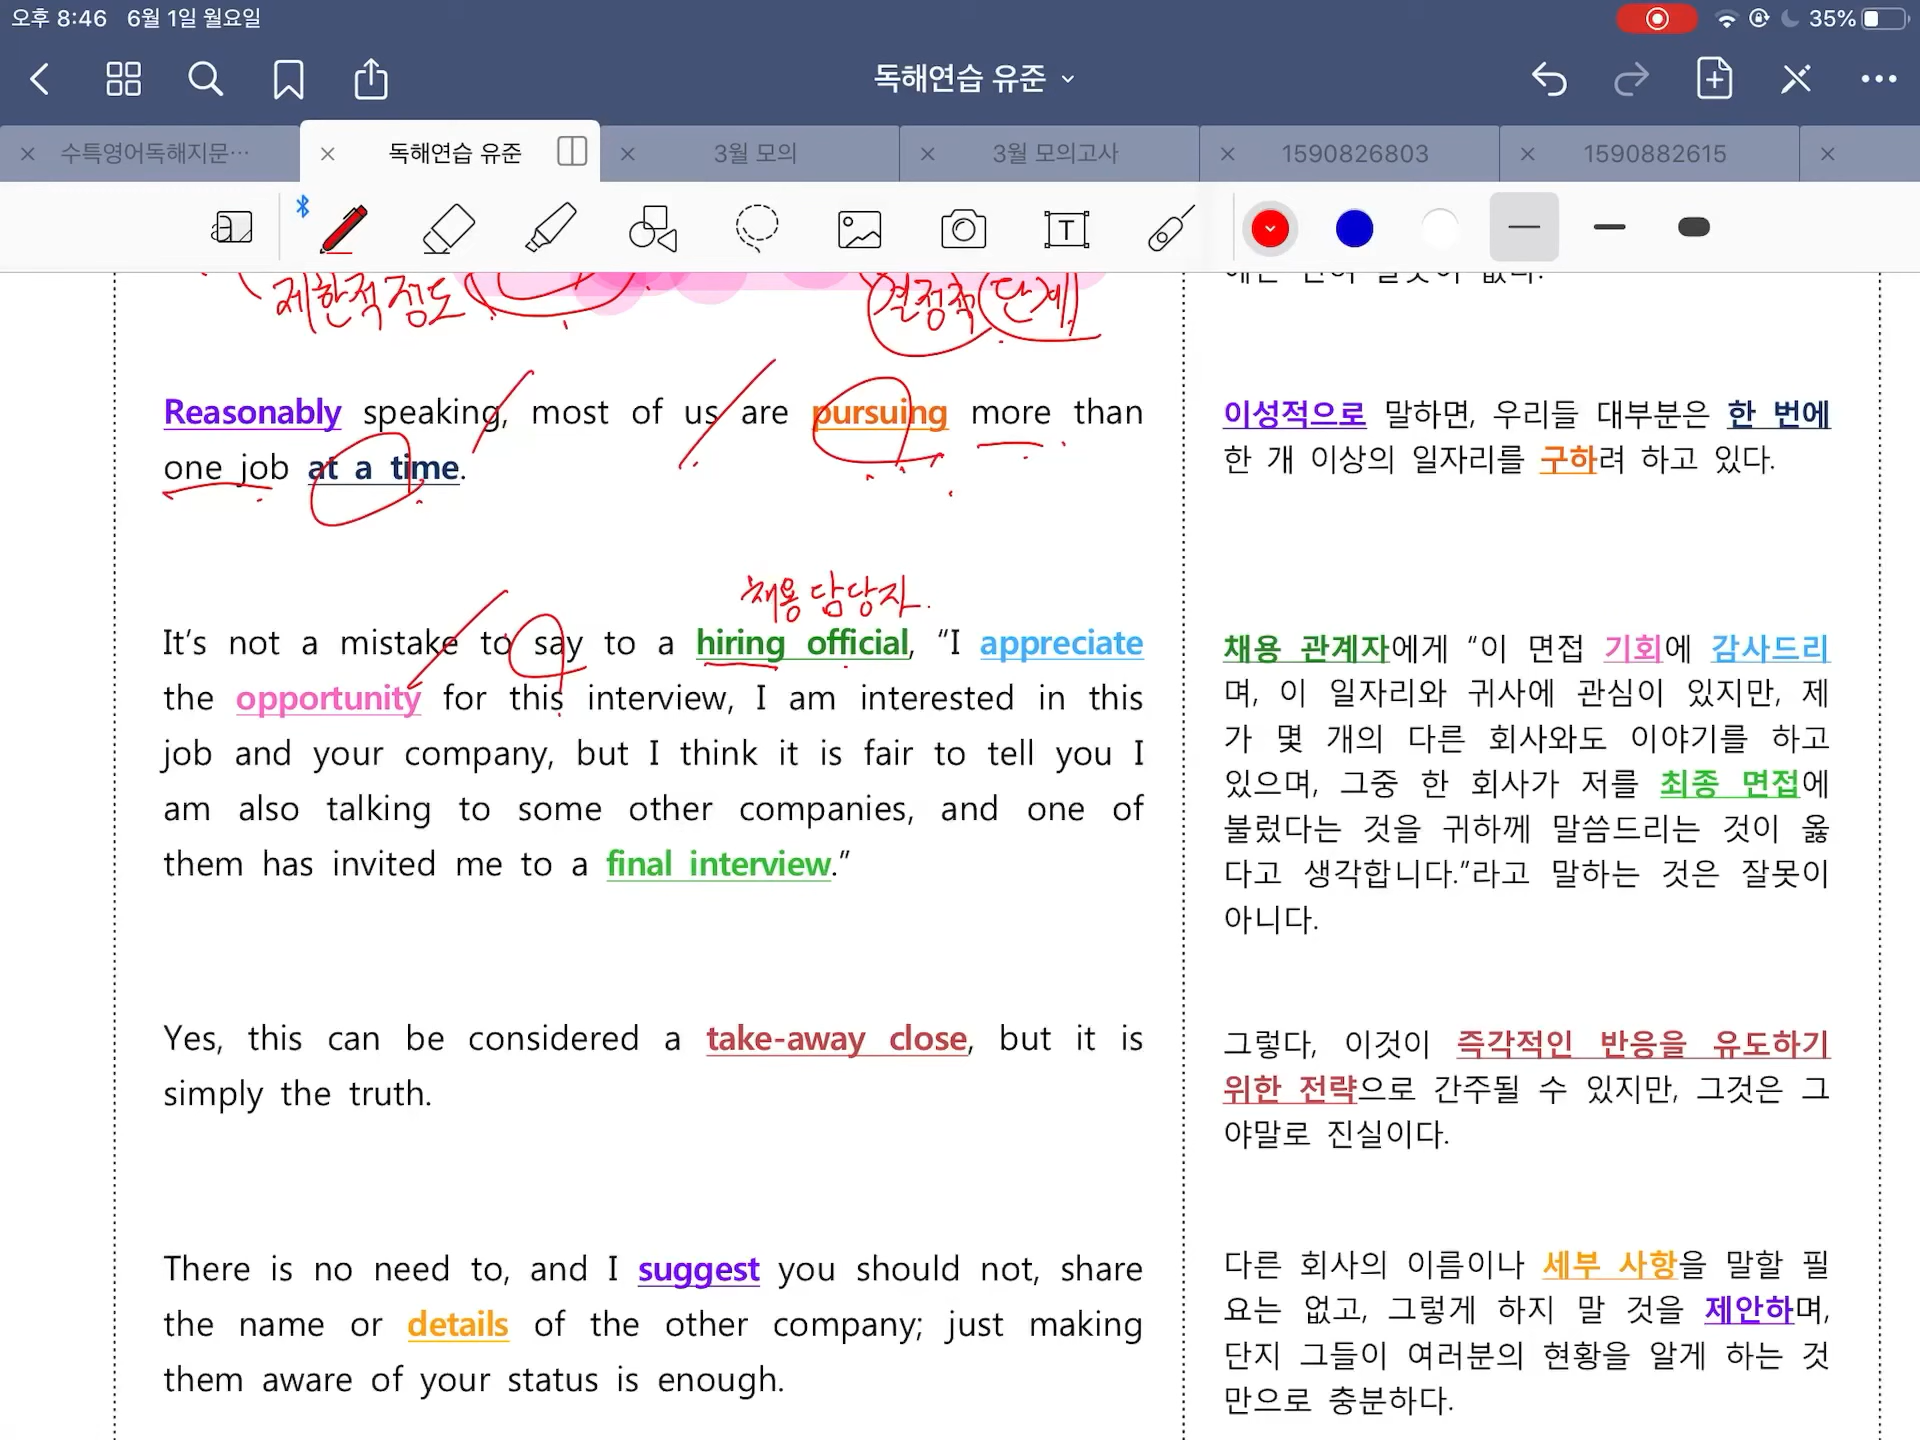 오후 8:46 6월 1일 월요일
35%
독해연습 유준
수특영어독해지문…
독해연습 유준
3월 모의
3월 모의고사
1590826803
1590882615
제한적 정도
결정적 단계
Reasonably speaking, most of us are pursuing more than
one job at a time.
이성적으로 말하면, 우리들 대부분은 한 번에
한 개 이상의 일자리를 구하려 하고 있다.
채용 담당자.
It's not a mistake to say to a hiring official, “I appreciate
the opportunity for this interview, I am interested in this
job and your company, but I think it is fair to tell you I
am also talking to some other companies, and one of
them has invited me to a final interview.”
채용 관계자에게 “이 면접 기회에 감사드리
며, 이 일자리와 귀사에 관심이 있지만, 제
가 몇 개의 다른 회사와도 이야기를 하고
있으며, 그중 한 회사가 저를 최종 면접에
불렀다는 것을 귀하께 말씀드리는 것이 옳
다고 생각합니다.”라고 말하는 것은 잘못이
아니다.
Yes, this can be considered a take-away close, but it is
simply the truth.
그렇다, 이것이 즉각적인 반응을 유도하기
위한 전략으로 간주될 수 있지만, 그것은 그
야말로 진실이다.
There is no need to, and I suggest you should not, share
the name or details of the other company; just making
them aware of your status is enough.
다른 회사의 이름이나 세부 사항을 말할 필
요는 없고, 그렇게 하지 말 것을 제안하며,
단지 그들이 여러분의 현황을 알게 하는 것
만으로 충분하다.